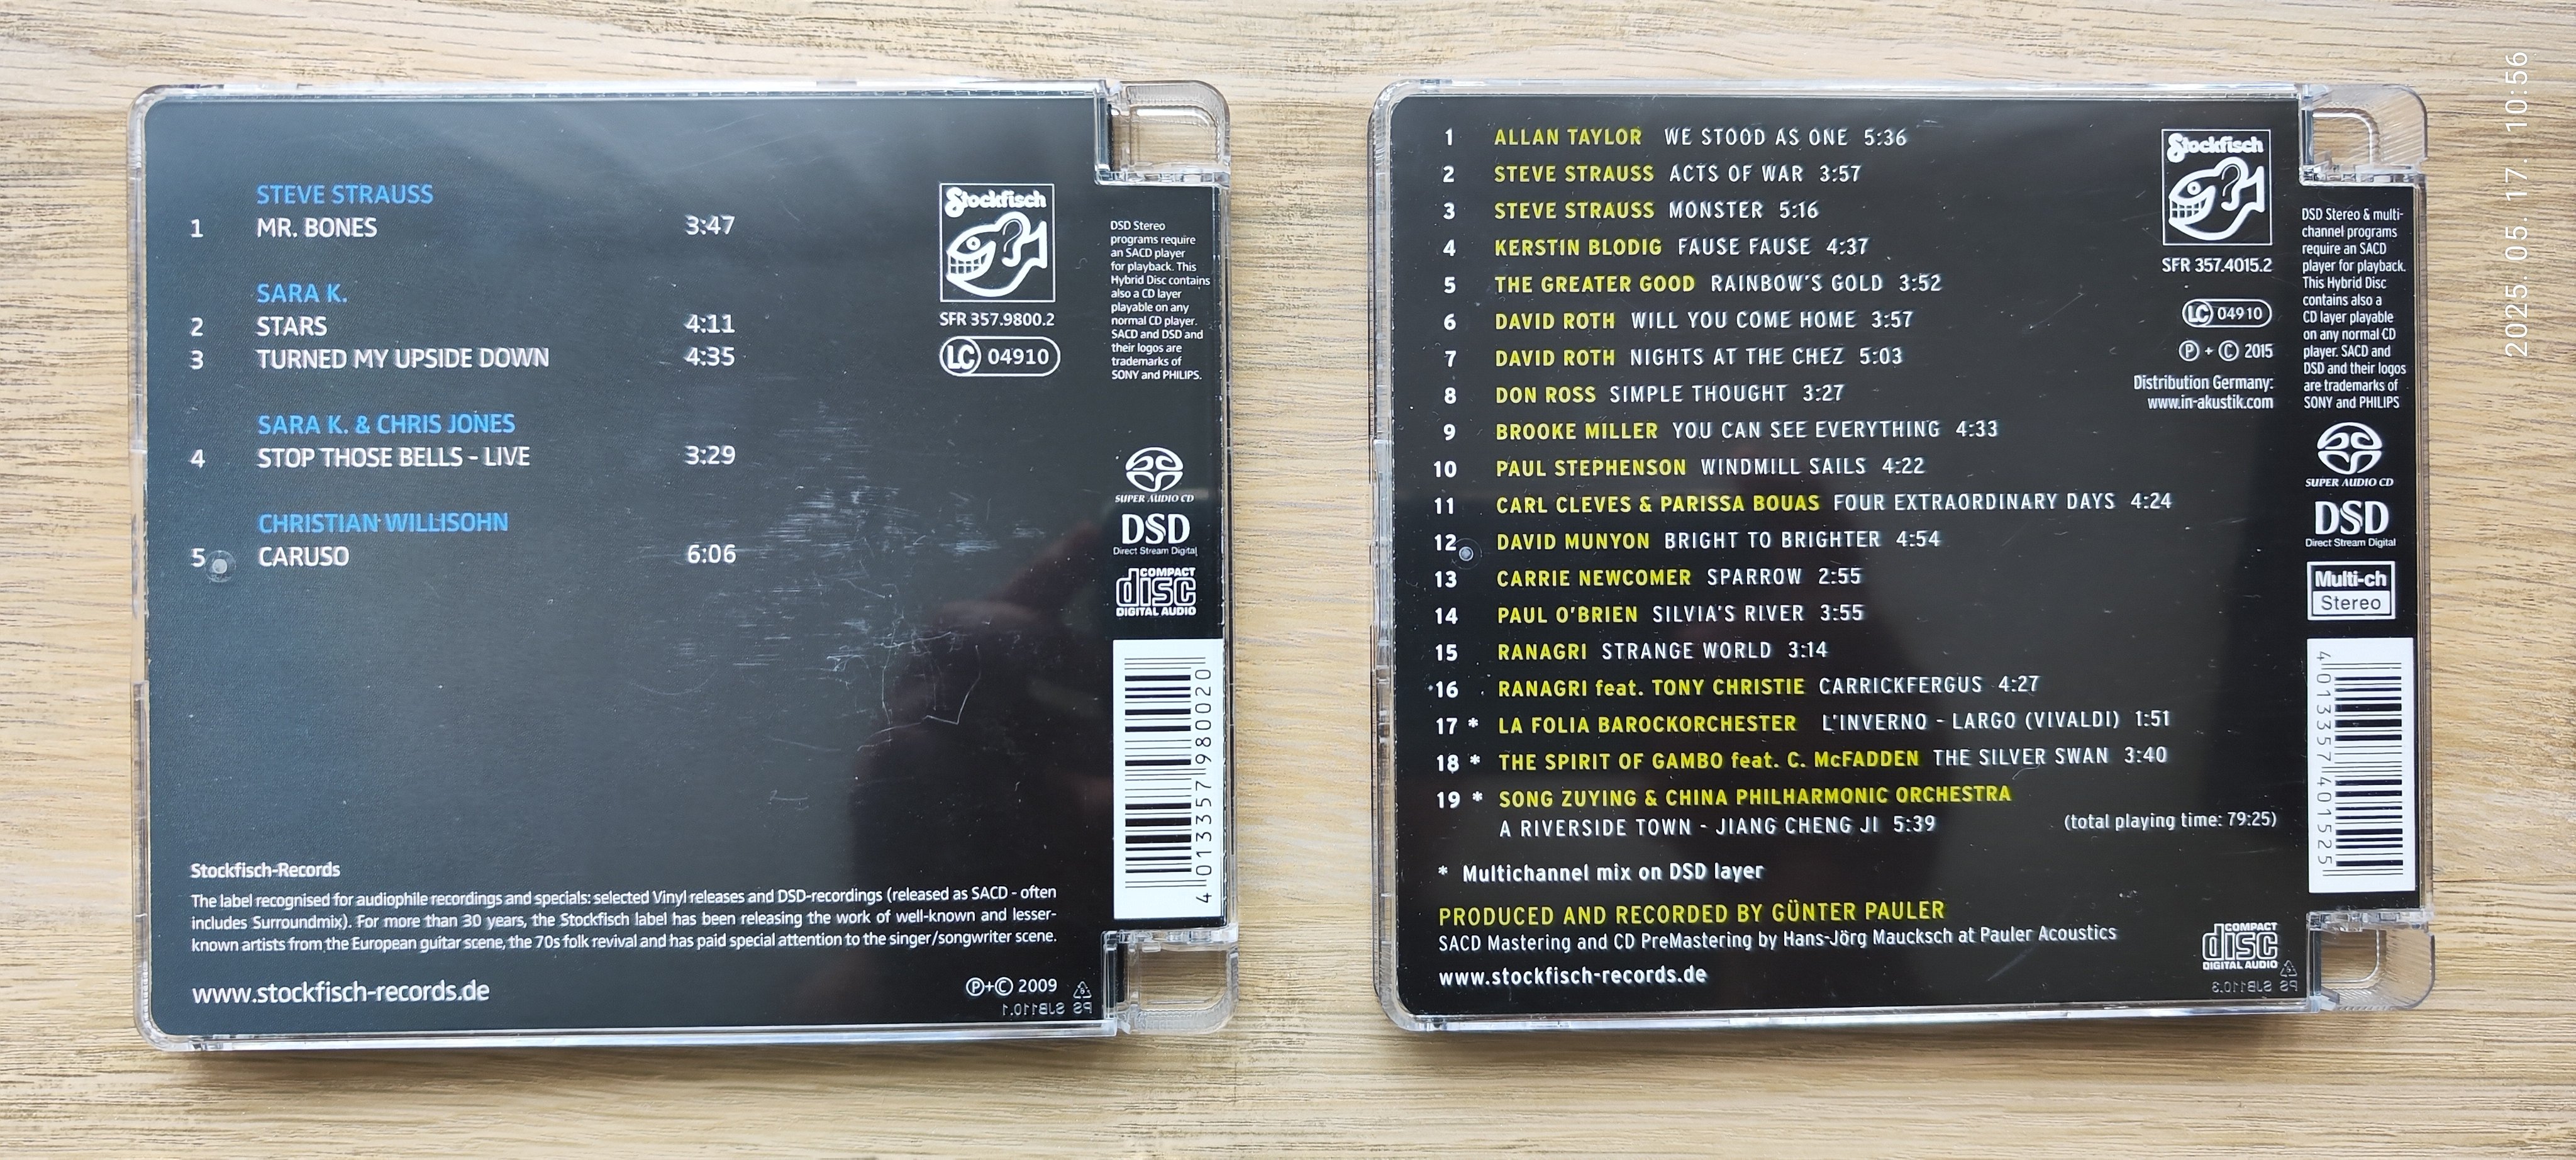 STEVE STRAUSS
1 MR. BONES 3:47
SARA K.
2 STARS 4:11
3 TURNED MY UPSIDE DOWN 4:35
SARA K. & CHRIS JONES
4 STOP THOSE BELLS - LIVE 3:29
CHRISTIAN WILLISOHN
5 CARUSO 6:06
Stockfisch
SFR 357.9800.2
LC 04910
DSD Stereo
programs require
an SACD player
for playback. This
Hybrid Disc contains
also a CD layer
playable on any
normal CD player.
SACD and DSD and
their logos are
trademarks of
SONY and PHILIPS.
SUPER AUDIO CD
DSD
Direct Stream Digital
COMPACT
disc
DIGITAL AUDIO
4 013357 980020
Stockfisch-Records
The label recognised for audiophile recordings and specials: selected Vinyl releases and DSD-recordings (released as SACD - often
includes Surroundmix). For more than 30 years, the Stockfisch label has been releasing the work of well-known and lesser-
known artists from the European guitar scene, the 70s folk revival and has paid special attention to the singer/songwriter scene.
www.stockfisch-records.de
Ⓟ+© 2009
PS SJB110.1
1 ALLAN TAYLOR WE STOOD AS ONE 5:36
2 STEVE STRAUSS ACTS OF WAR 3:57
3 STEVE STRAUSS MONSTER 5:16
4 KERSTIN BLODIG FAUSE FAUSE 4:37
5 THE GREATER GOOD RAINBOW'S GOLD 3:52
6 DAVID ROTH WILL YOU COME HOME 3:57
7 DAVID ROTH NIGHTS AT THE CHEZ 5:03
8 DON ROSS SIMPLE THOUGHT 3:27
9 BROOKE MILLER YOU CAN SEE EVERYTHING 4:33
10 PAUL STEPHENSON WINDMILL SAILS 4:22
11 CARL CLEVES & PARISSA BOUAS FOUR EXTRAORDINARY DAYS 4:24
12 DAVID MUNYON BRIGHT TO BRIGHTER 4:54
13 CARRIE NEWCOMER SPARROW 2:55
14 PAUL O'BRIEN SILVIA'S RIVER 3:55
15 RANAGRI STRANGE WORLD 3:14
16 RANAGRI feat. TONY CHRISTIE CARRICKFERGUS 4:27
17 * LA FOLIA BAROCKORCHESTER L'INVERNO - LARGO (VIVALDI) 1:51
18 * THE SPIRIT OF GAMBO feat. C. McFADDEN THE SILVER SWAN 3:40
19 * SONG ZUYING & CHINA PHILHARMONIC ORCHESTRA
A RIVERSIDE TOWN - JIANG CHENG JI 5:39 (total playing time: 79:25)
* Multichannel mix on DSD layer
PRODUCED AND RECORDED BY GÜNTER PAULER
SACD Mastering and CD PreMastering by Hans-Jörg Maucksch at Pauler Acoustics
www.stockfisch-records.de
Stockfisch
SFR 357.4015.2
LC 04910
Ⓟ + © 2015
Distribution Germany:
www.in-akustik.com
DSD Stereo & multi-
channel programs
require an SACD
player for playback.
This Hybrid Disc
contains also a
CD layer playable
on any normal CD
player. SACD and
DSD and their logos
are trademarks of
SONY and PHILIPS
SUPER AUDIO CD
DSD
Direct Stream Digital
Multi-ch
Stereo
4 013357 401525
COMPACT
disc
DIGITAL AUDIO
PS SJB110.3
2025. 05. 17. 10:56